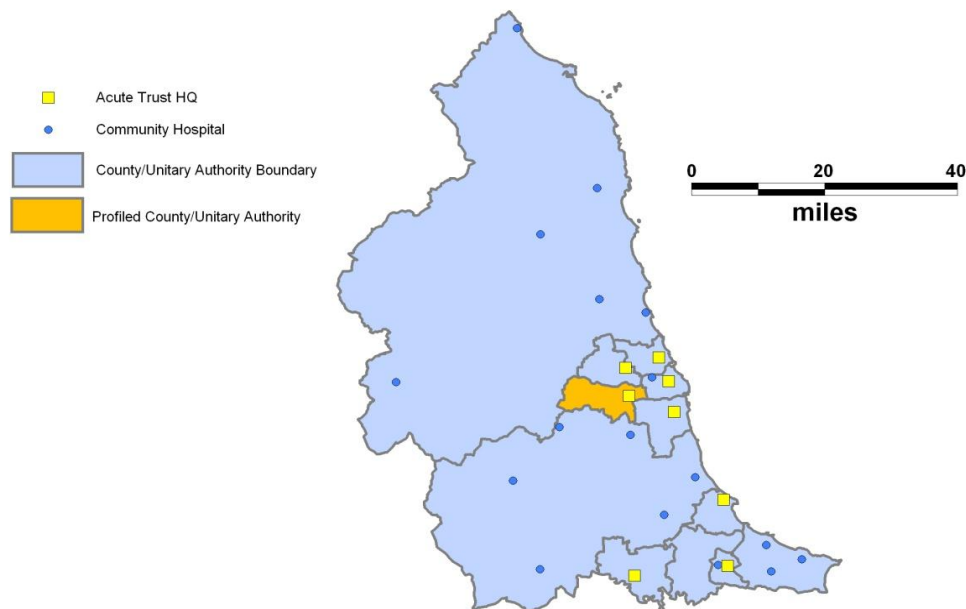 Acute Trust HQ
Community Hospital
County/Unitary Authority Boundary
Profiled County/Unitary Authority
0 20 40
miles